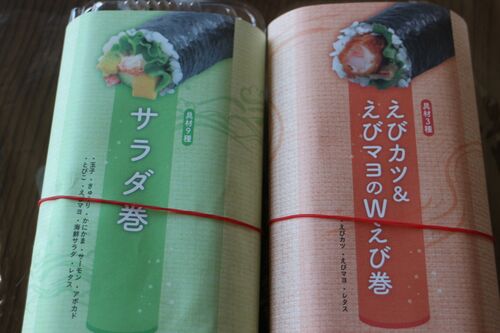 サラダ巻
具材9種
・玉子・きゅうり・かにかま・サーモン・アボカド
・とびこ・えびマヨ・海鮮サラダ・レタス
具材3種
えびカツ&
えびマヨのWえび巻
・えびカツ・えびマヨ・レタス